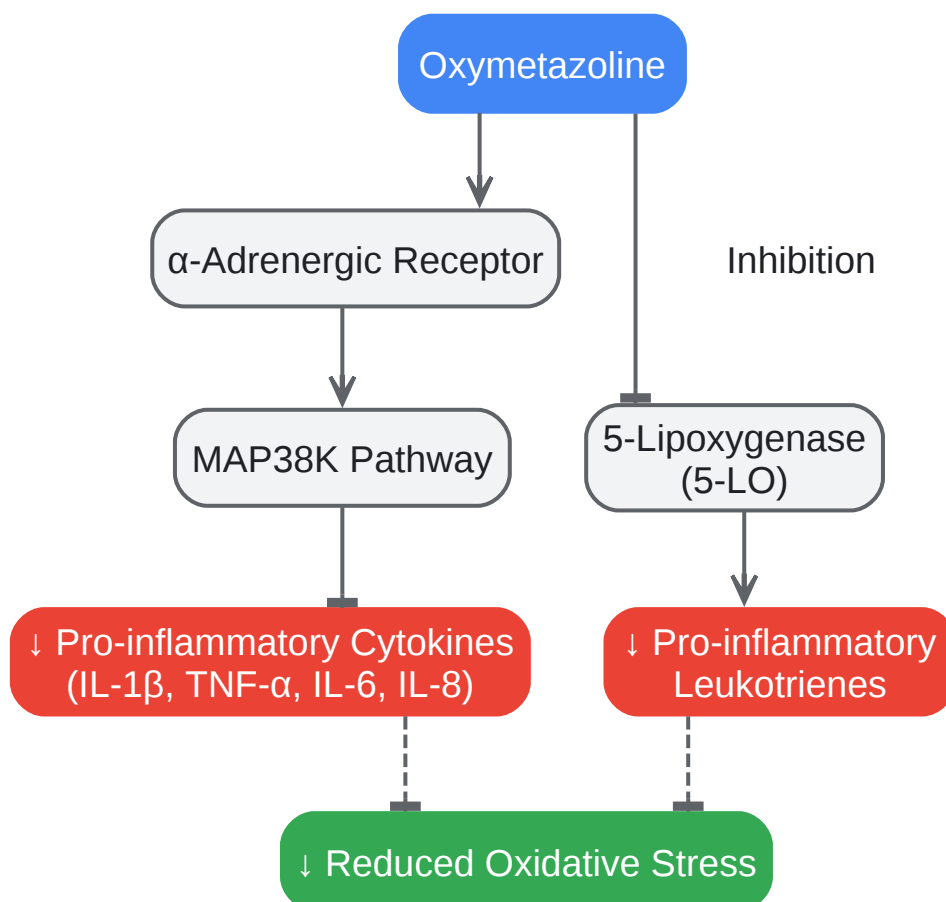 Oxymetazoline
α-Adrenergic Receptor
Inhibition
MAP38K Pathway
5-Lipoxygenase
(5-LO)
↓ Pro-inflammatory Cytokines
(IL-1β, TNF-α, IL-6, IL-8)
↓ Pro-inflammatory
Leukotrienes
↓ Reduced Oxidative Stress